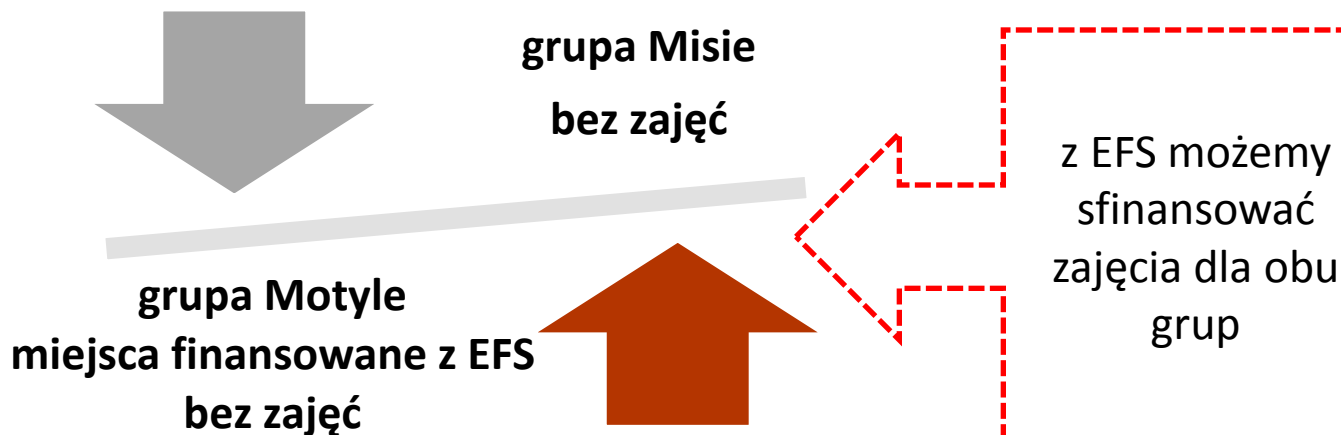 grupa Misie
bez zajęć
grupa Motyle
miejsca finansowane z EFS
bez zajęć
z EFS możemy
sfinansować
zajęcia dla obu
grup